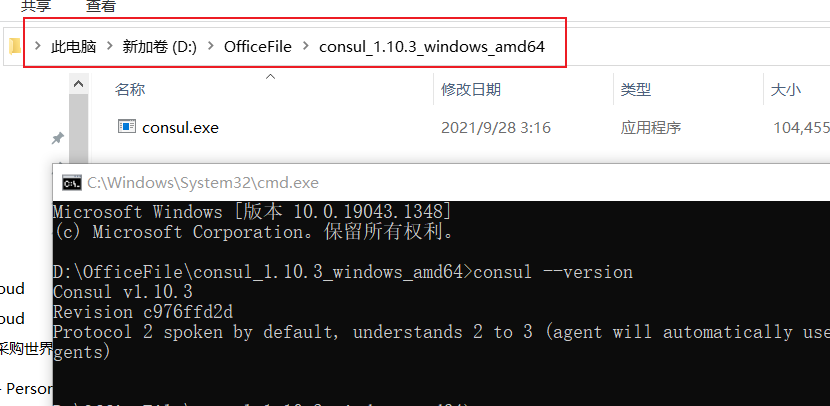 共享 查看
此电脑 > 新加卷 (D:) > OfficeFile > consul_1.10.3_windows_amd64
名称 修改日期 类型 大小
consul.exe 2021/9/28 3:16 应用程序 104,455
C:\Windows\System32\cmd.exe
Microsoft Windows [版本 10.0.19043.1348]
(c) Microsoft Corporation。保留所有权利。
D:\OfficeFile\consul_1.10.3_windows_amd64>consul --version
Consul v1.10.3
oud
Revision c976ffd2d
oud
Protocol 2 spoken by default, understands 2 to 3 (agent will automatically use
采购世界
gents)
- Person